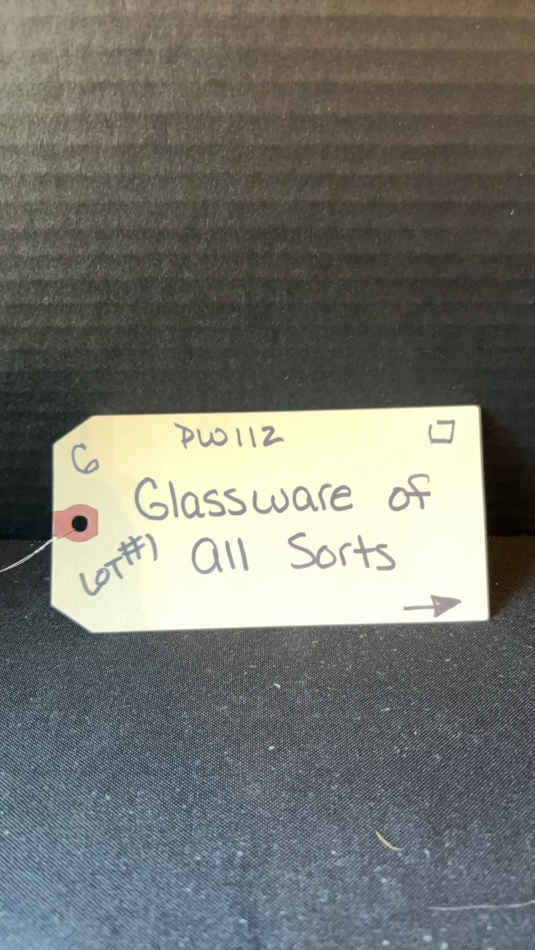 PW112
G
Glassware of
LOT #1 all Sorts